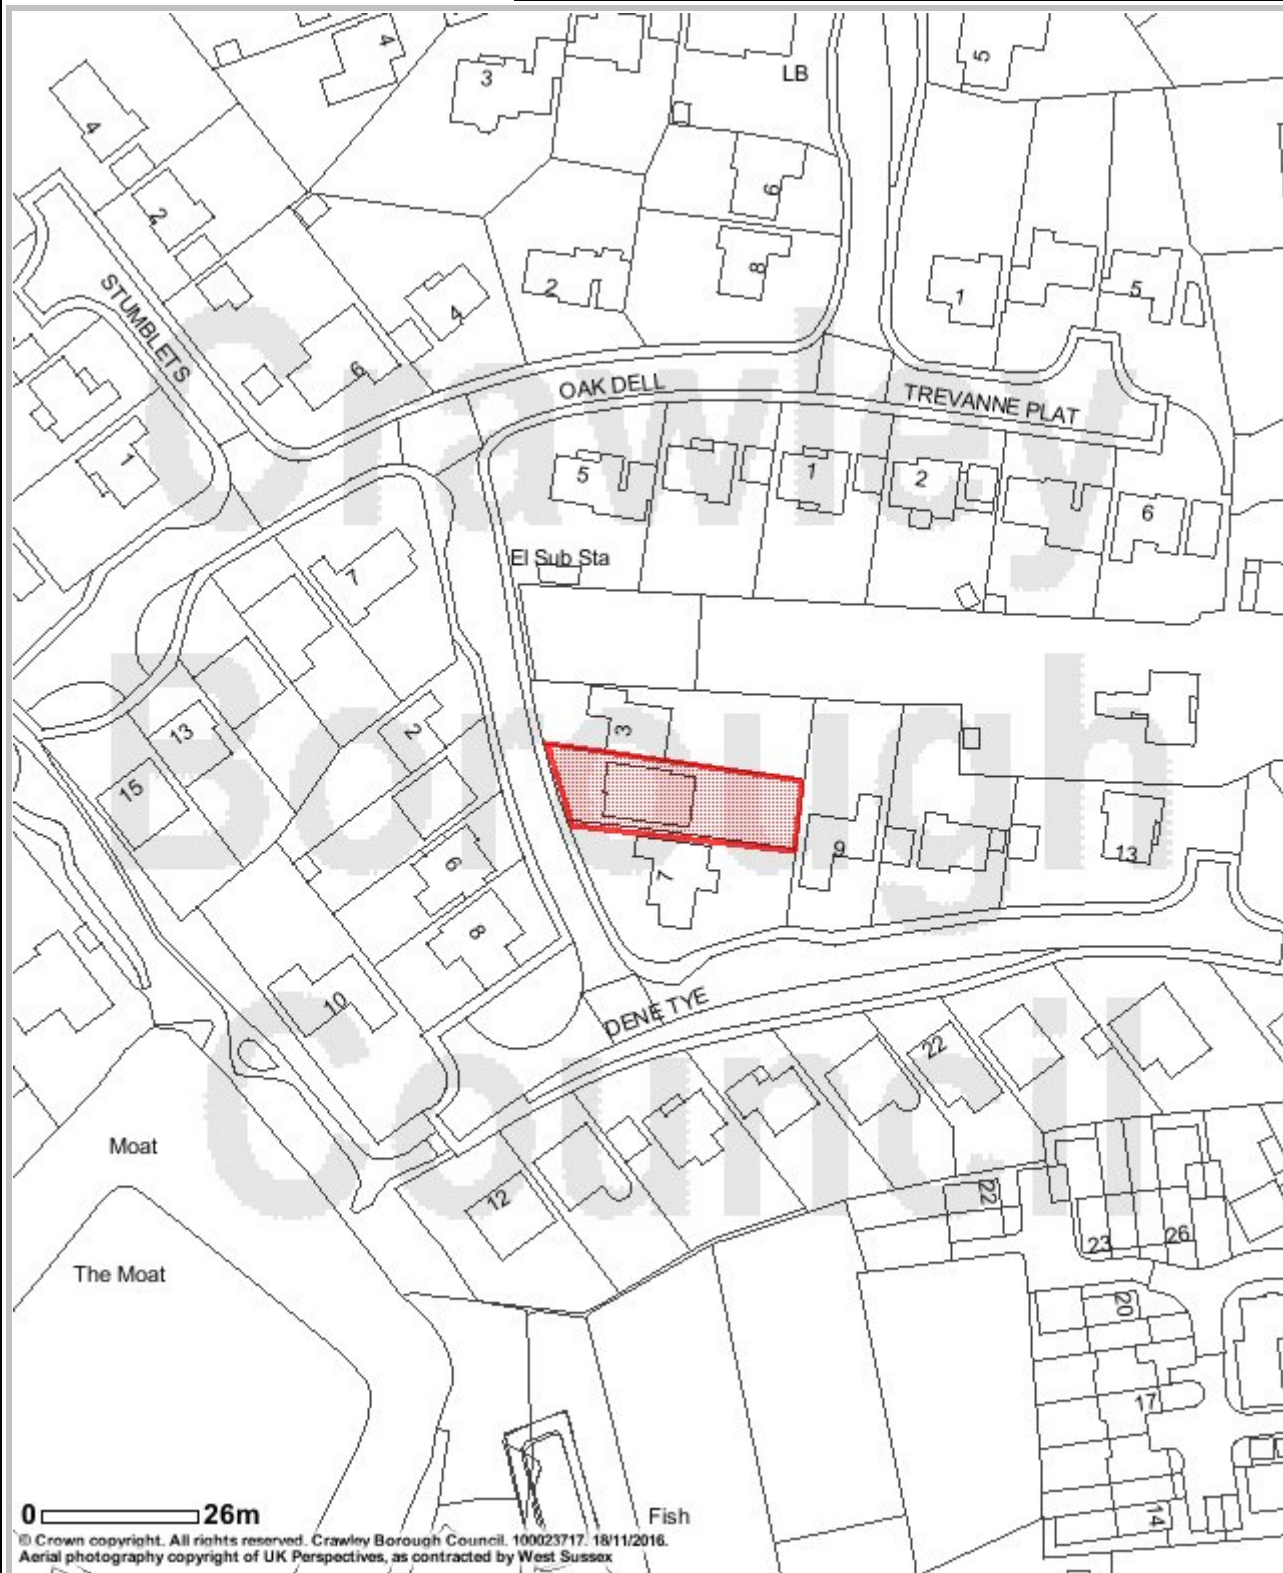 4
3
LB
5
4
6
2
8
2
1
5
4
STUMBLETS
6
OAK DELL
TREVANNE PLAT
1
5
1
2
6
El Sub Sta
7
3
2
13
15
9
13
6
7
8
10
DENE TYE
22
Moat
12
22
23
26
The Moat
20
17
14
0 26m
Fish
© Crown copyright. All rights reserved. Crawley Borough Council. 100023717. 18/11/2016.
Aerial photography copyright of UK Perspectives, as contracted by West Sussex
Crawley
Borough
Council